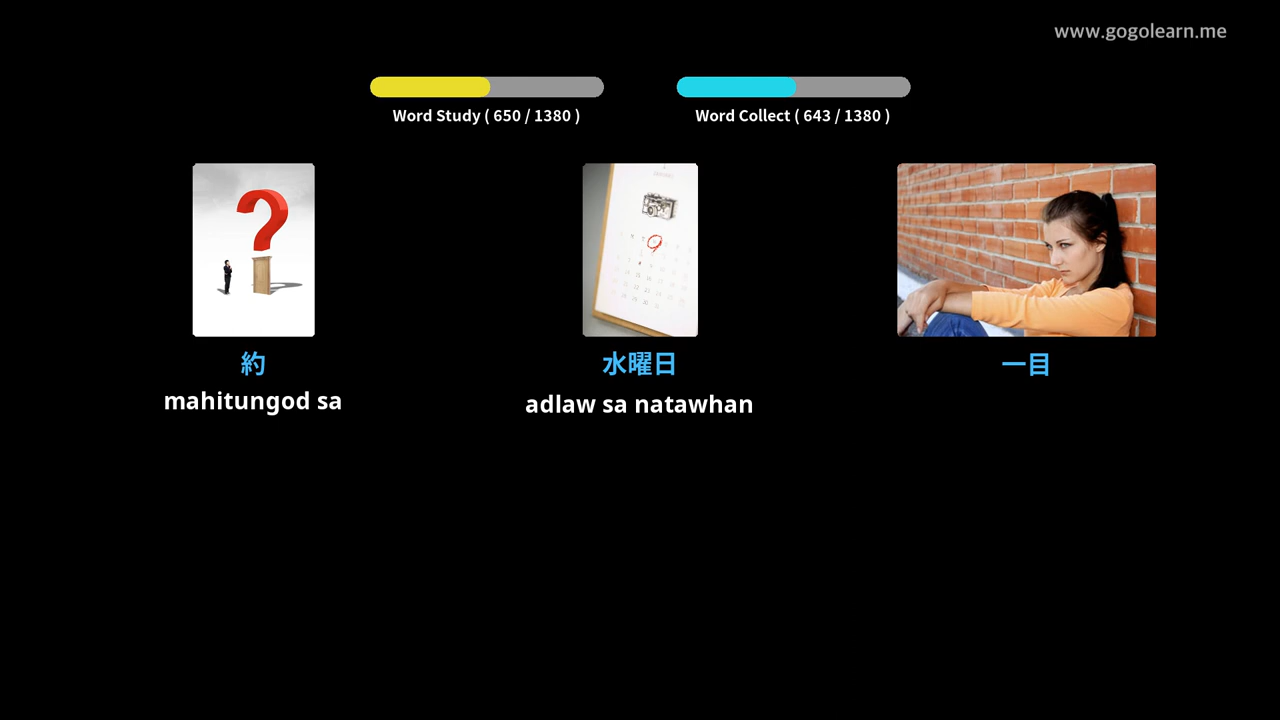 www.gogolearn.me
Word Study ( 650 / 1380 )
Word Collect ( 643 / 1380 )
約
mahitungod sa
水曜日
adlaw sa natawhan
一目